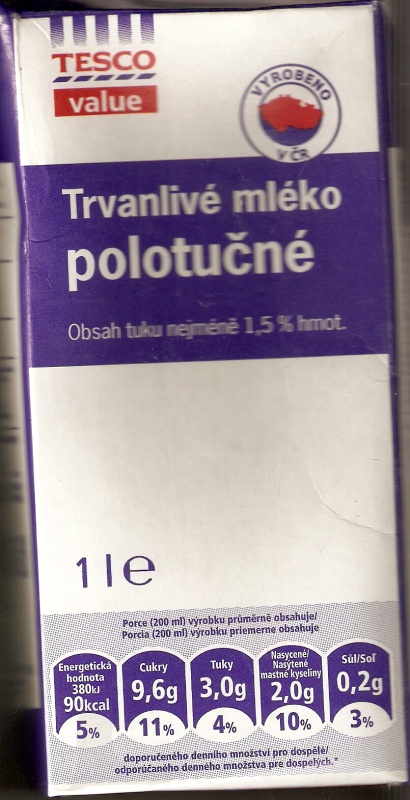 TESCO
value
VYROBENO
V ČR
Trvanlivé mléko
polotučné
Obsah tuku nejméně 1,5 % hmot.
1 l e
Porce (200 ml) výrobku průměrně obsahuje/
Porcia (200 ml) výrobku priemerne obsahuje
Energetická
hodnota
380kJ
90kcal
5%
Cukry
9,6g
11%
Tuky
3,0g
4%
Nasycené/
Nasýtené
mastné kyseliny
2,0g
10%
Sůl/Soľ
0,2g
3%
doporučeného denního množství pro dospělé/
odporúčaného denného množstva pre dospelých.*